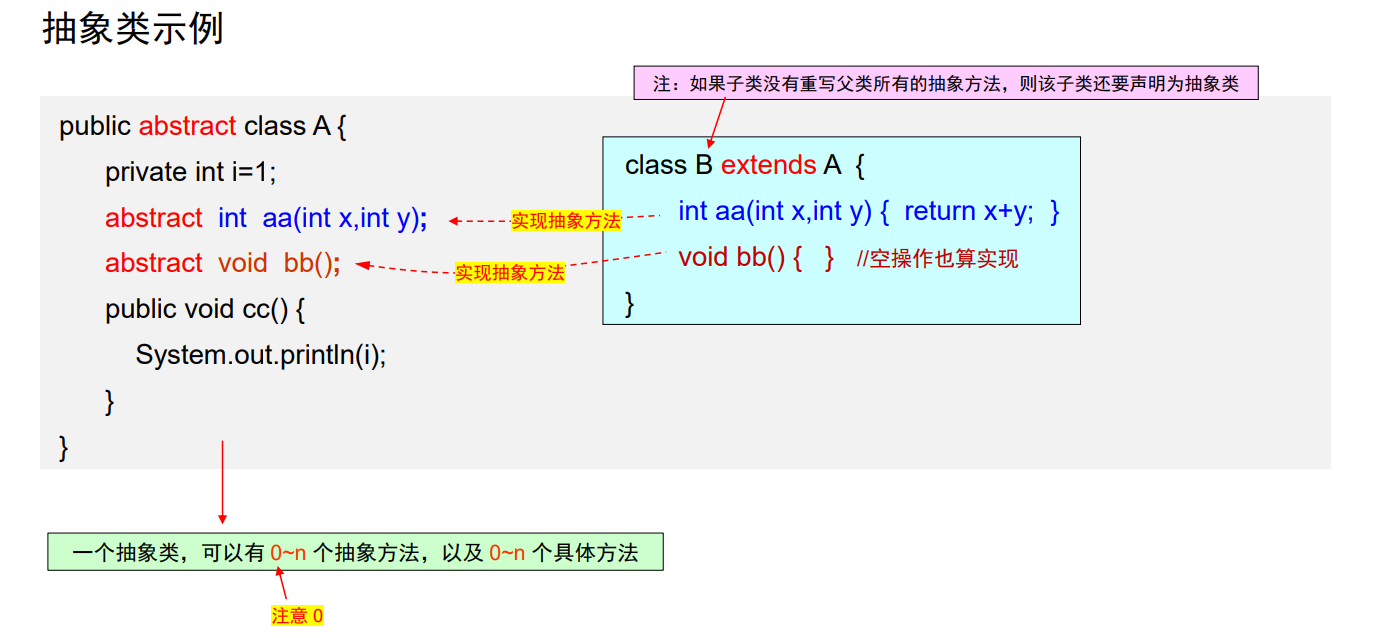 抽象类示例
注：如果子类没有重写父类所有的抽象方法，则该子类还要声明为抽象类
public abstract class A {
private int i=1;
abstract int aa(int x,int y);
abstract void bb();
public void cc() {
System.out.println(i);
}
}
实现抽象方法
实现抽象方法
class B extends A {
int aa(int x,int y) { return x+y; }
void bb() { } //空操作也算实现
}
一个抽象类，可以有 0~n 个抽象方法，以及 0~n 个具体方法
注意 0